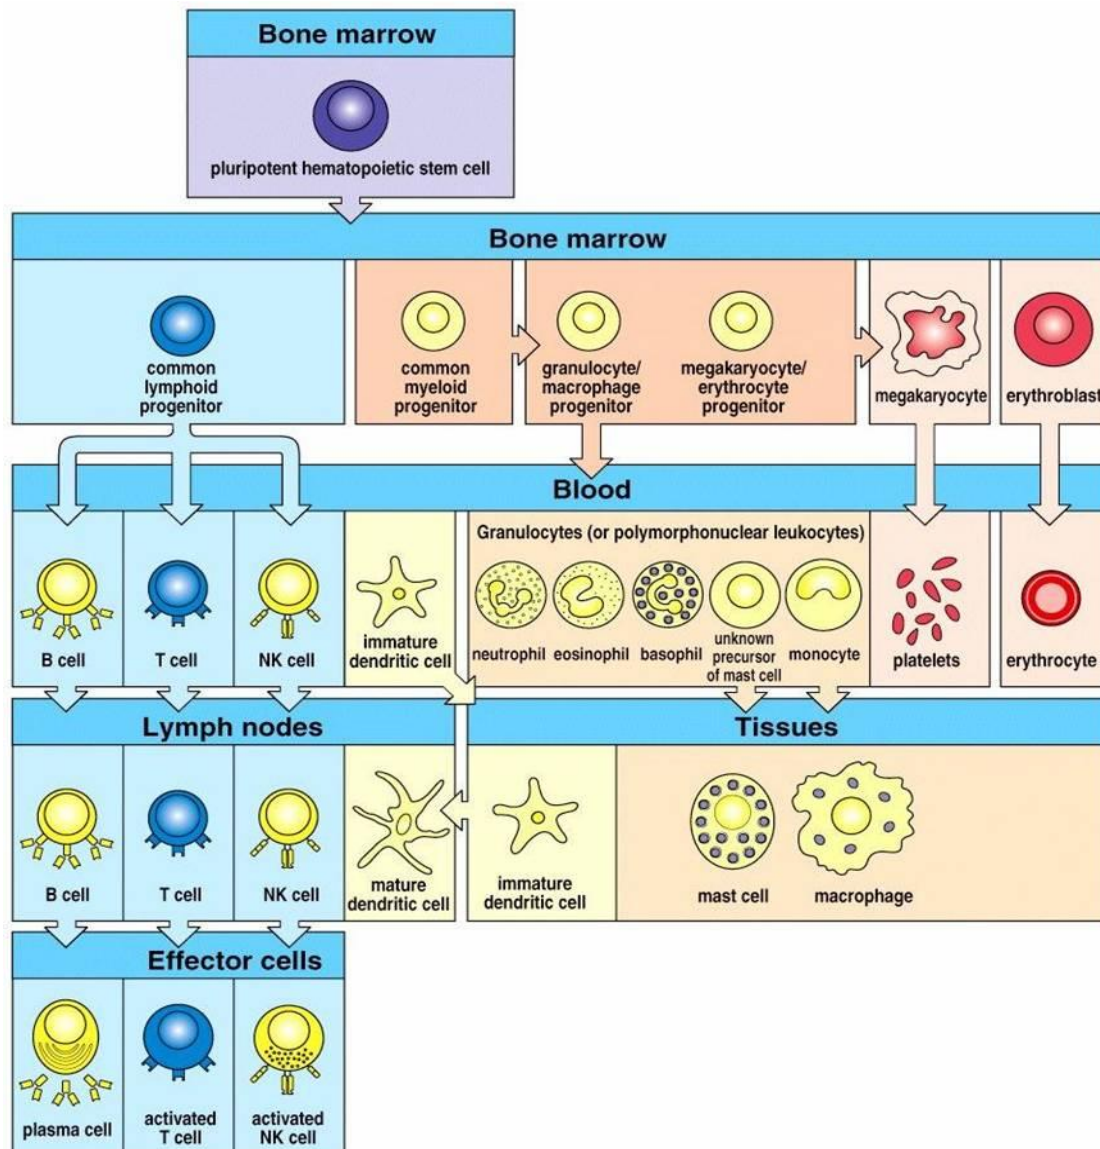 Bone marrow
pluripotent hematopoietic stem cell
Bone marrow
common
lymphoid
progenitor
common
myeloid
progenitor
granulocyte/
macrophage
progenitor
megakaryocyte/
erythrocyte
progenitor
megakaryocyte
erythroblast
Blood
Granulocytes (or polymorphonuclear leukocytes)
B cell
T cell
NK cell
immature
dendritic cell
neutrophil
eosinophil
basophil
unknown
precursor
of mast cell
monocyte
platelets
erythrocyte
Lymph nodes
Tissues
B cell
T cell
NK cell
mature
dendritic cell
immature
dendritic cell
mast cell
macrophage
Effector cells
plasma cell
activated
T cell
activated
NK cell